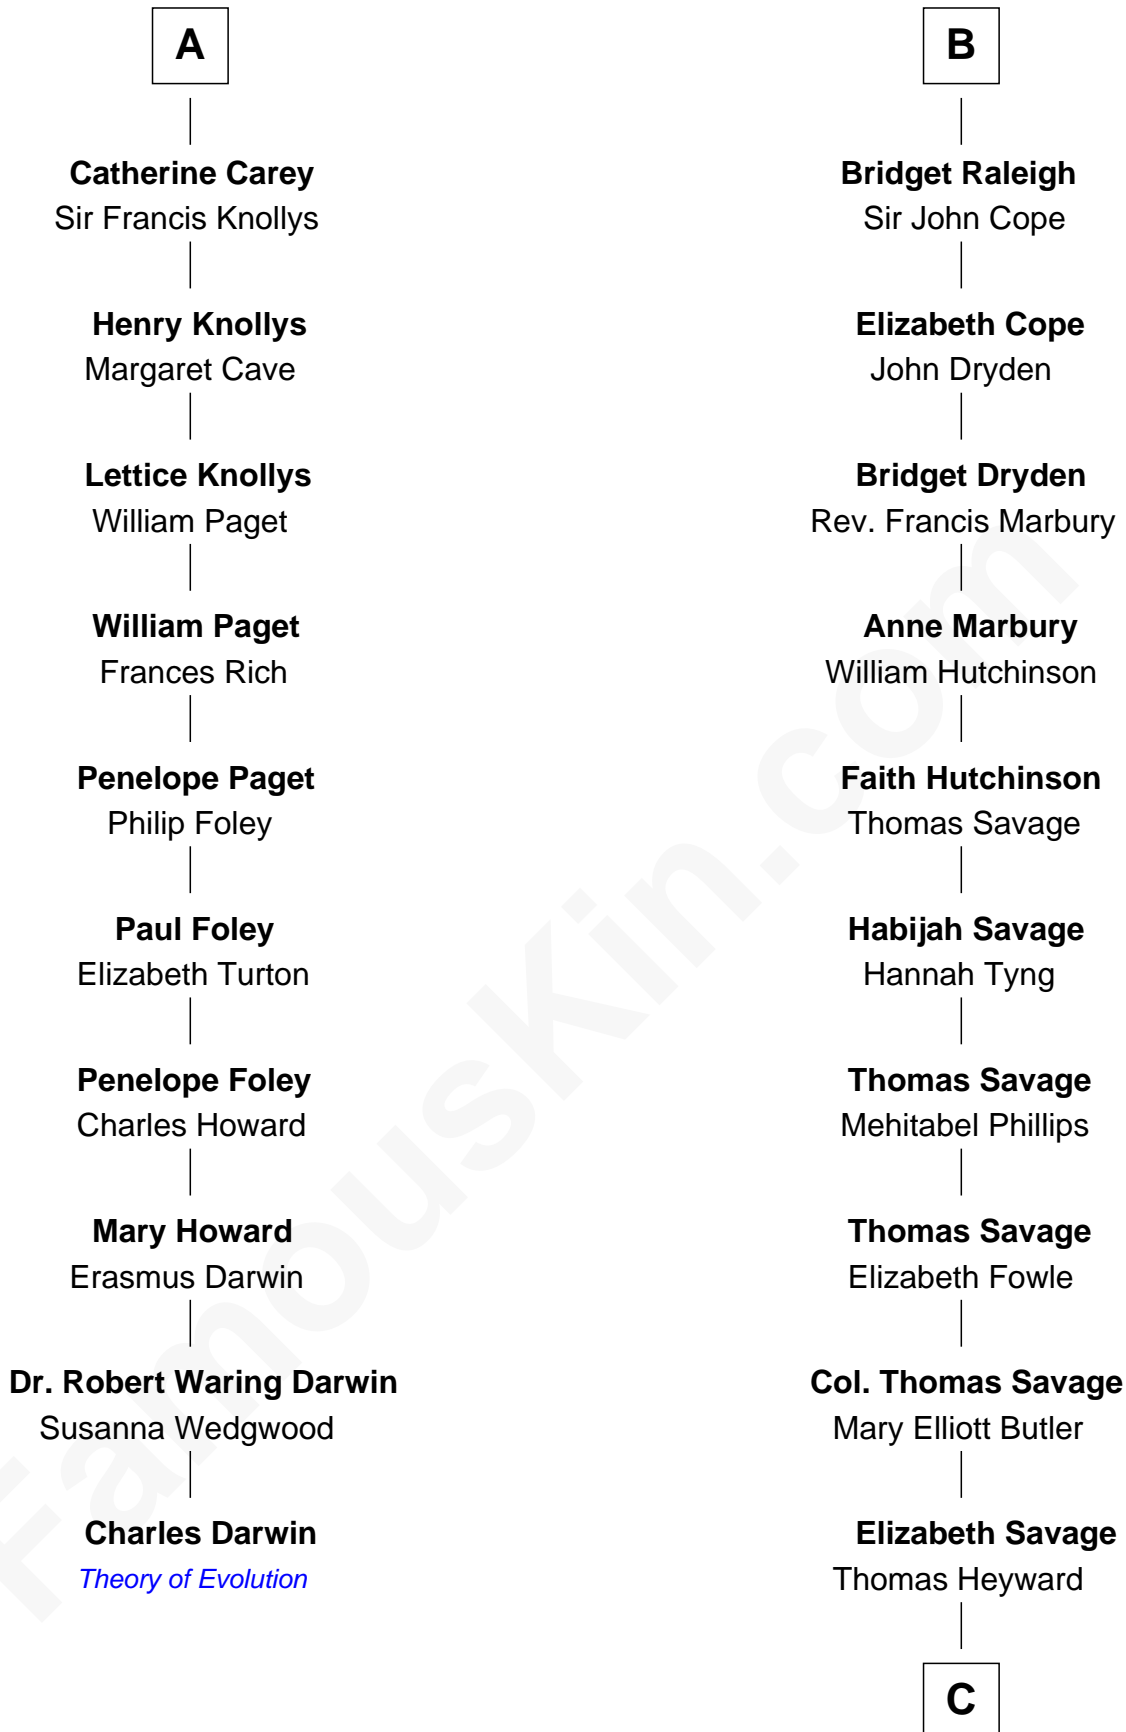 A
Catherine Carey
Sir Francis Knollys
Henry Knollys
Margaret Cave
Lettice Knollys
William Paget
William Paget
Frances Rich
Penelope Paget
Philip Foley
Paul Foley
Elizabeth Turton
Penelope Foley
Charles Howard
Mary Howard
Erasmus Darwin
Dr. Robert Waring Darwin
Susanna Wedgwood
Charles Darwin
Theory of Evolution
B
Bridget Raleigh
Sir John Cope
Elizabeth Cope
John Dryden
Bridget Dryden
Rev. Francis Marbury
Anne Marbury
William Hutchinson
Faith Hutchinson
Thomas Savage
Habijah Savage
Hannah Tyng
Thomas Savage
Mehitabel Phillips
Thomas Savage
Elizabeth Fowle
Col. Thomas Savage
Mary Elliott Butler
Elizabeth Savage
Thomas Heyward
C
FamousKin.com